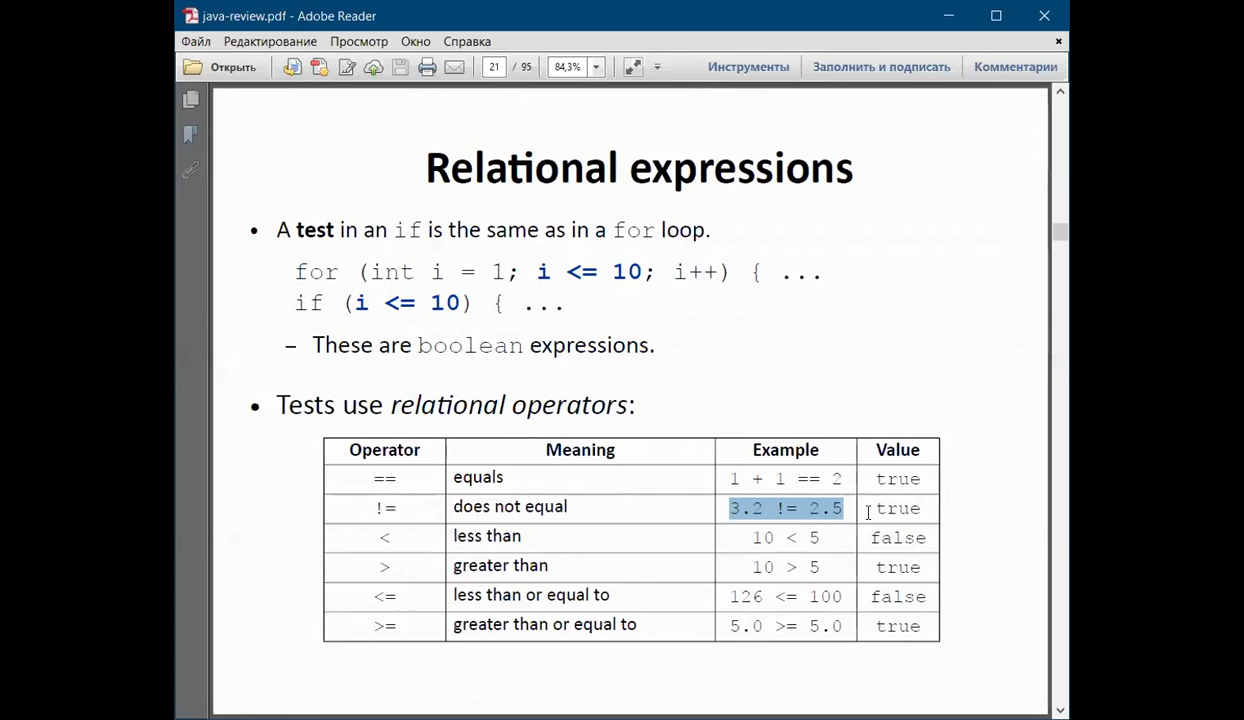 java-review.pdf - Adobe Reader
Файл Редактирование Просмотр Окно Справка
Открыть 21 / 95 84,3% Инструменты Заполнить и подписать Комментарии
Relational expressions
• A test in an if is the same as in a for loop.
for (int i = 1; i <= 10; i++) { ...
if (i <= 10) { ...
– These are boolean expressions.
• Tests use relational operators:
Operator Meaning Example Value
== equals 1 + 1 == 2 true
!= does not equal 3.2 != 2.5 true
< less than 10 < 5 false
> greater than 10 > 5 true
<= less than or equal to 126 <= 100 false
>= greater than or equal to 5.0 >= 5.0 true